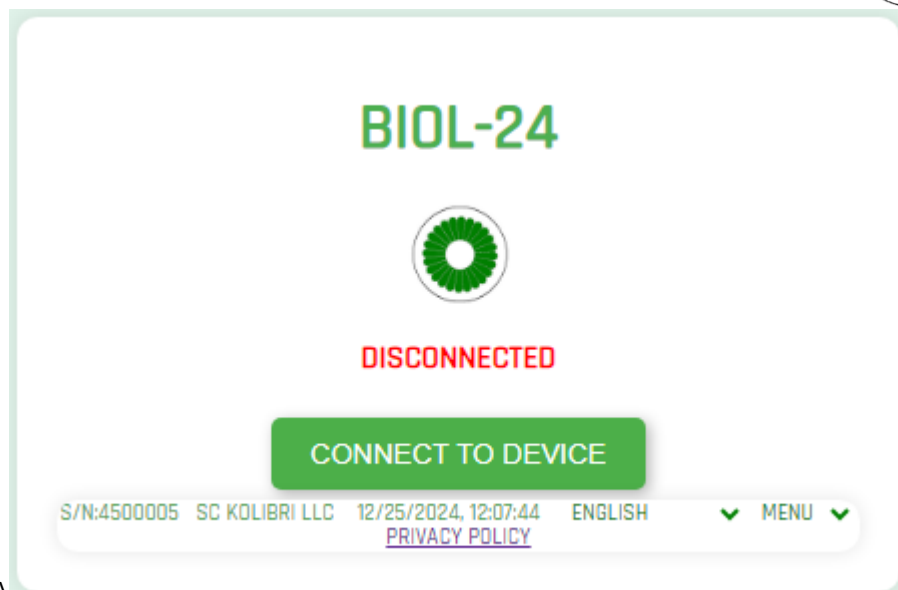 BIOL-24
DISCONNECTED
CONNECT TO DEVICE
S/N:4500005 SC KOLIBRI LLC 12/25/2024, 12:07:44 ENGLISH MENU
PRIVACY POLICY